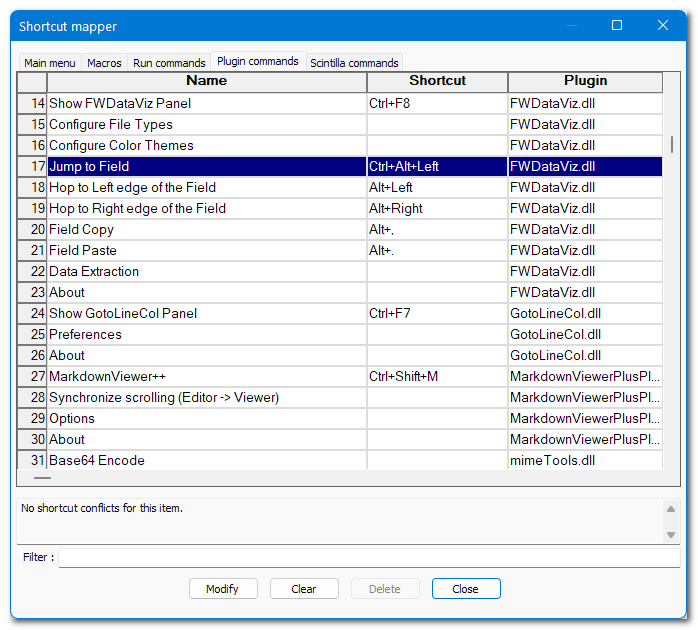 Shortcut mapper
Main menu Macros Run commands Plugin commands Scintilla commands
Name Shortcut Plugin
14 Show FWDataViz Panel Ctrl+F8 FWDataViz.dll
15 Configure File Types FWDataViz.dll
16 Configure Color Themes FWDataViz.dll
17 Jump to Field Ctrl+Alt+Left FWDataViz.dll
18 Hop to Left edge of the Field Alt+Left FWDataViz.dll
19 Hop to Right edge of the Field Alt+Right FWDataViz.dll
20 Field Copy Alt+, FWDataViz.dll
21 Field Paste Alt+. FWDataViz.dll
22 Data Extraction FWDataViz.dll
23 About FWDataViz.dll
24 Show GotoLineCol Panel Ctrl+F7 GotoLineCol.dll
25 Preferences GotoLineCol.dll
26 About GotoLineCol.dll
27 MarkdownViewer++ Ctrl+Shift+M MarkdownViewerPlusPl...
28 Synchronize scrolling (Editor -> Viewer) MarkdownViewerPlusPl...
29 Options MarkdownViewerPlusPl...
30 About MarkdownViewerPlusPl...
31 Base64 Encode mimeTools.dll
No shortcut conflicts for this item.
Filter :
Modify Clear Delete Close